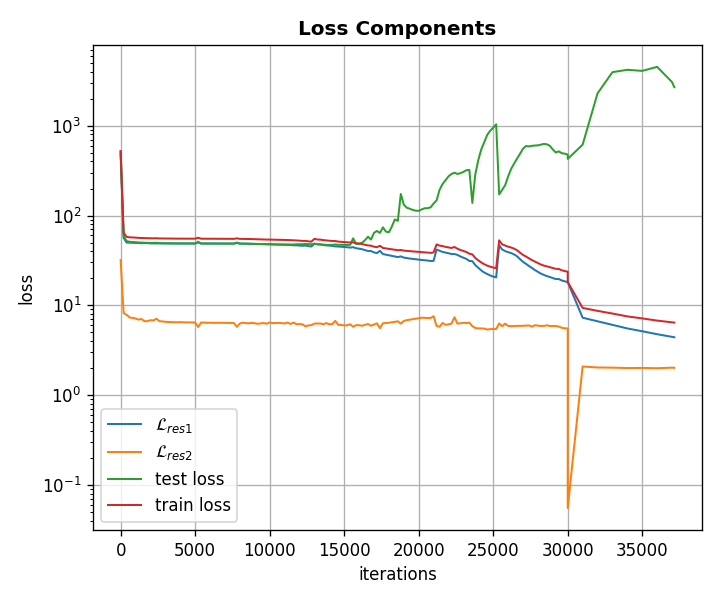 Loss Components
10³
10²
10¹
10⁰
10⁻¹
loss
ℒres1
ℒres2
test loss
train loss
0 5000 10000 15000 20000 25000 30000 35000
iterations